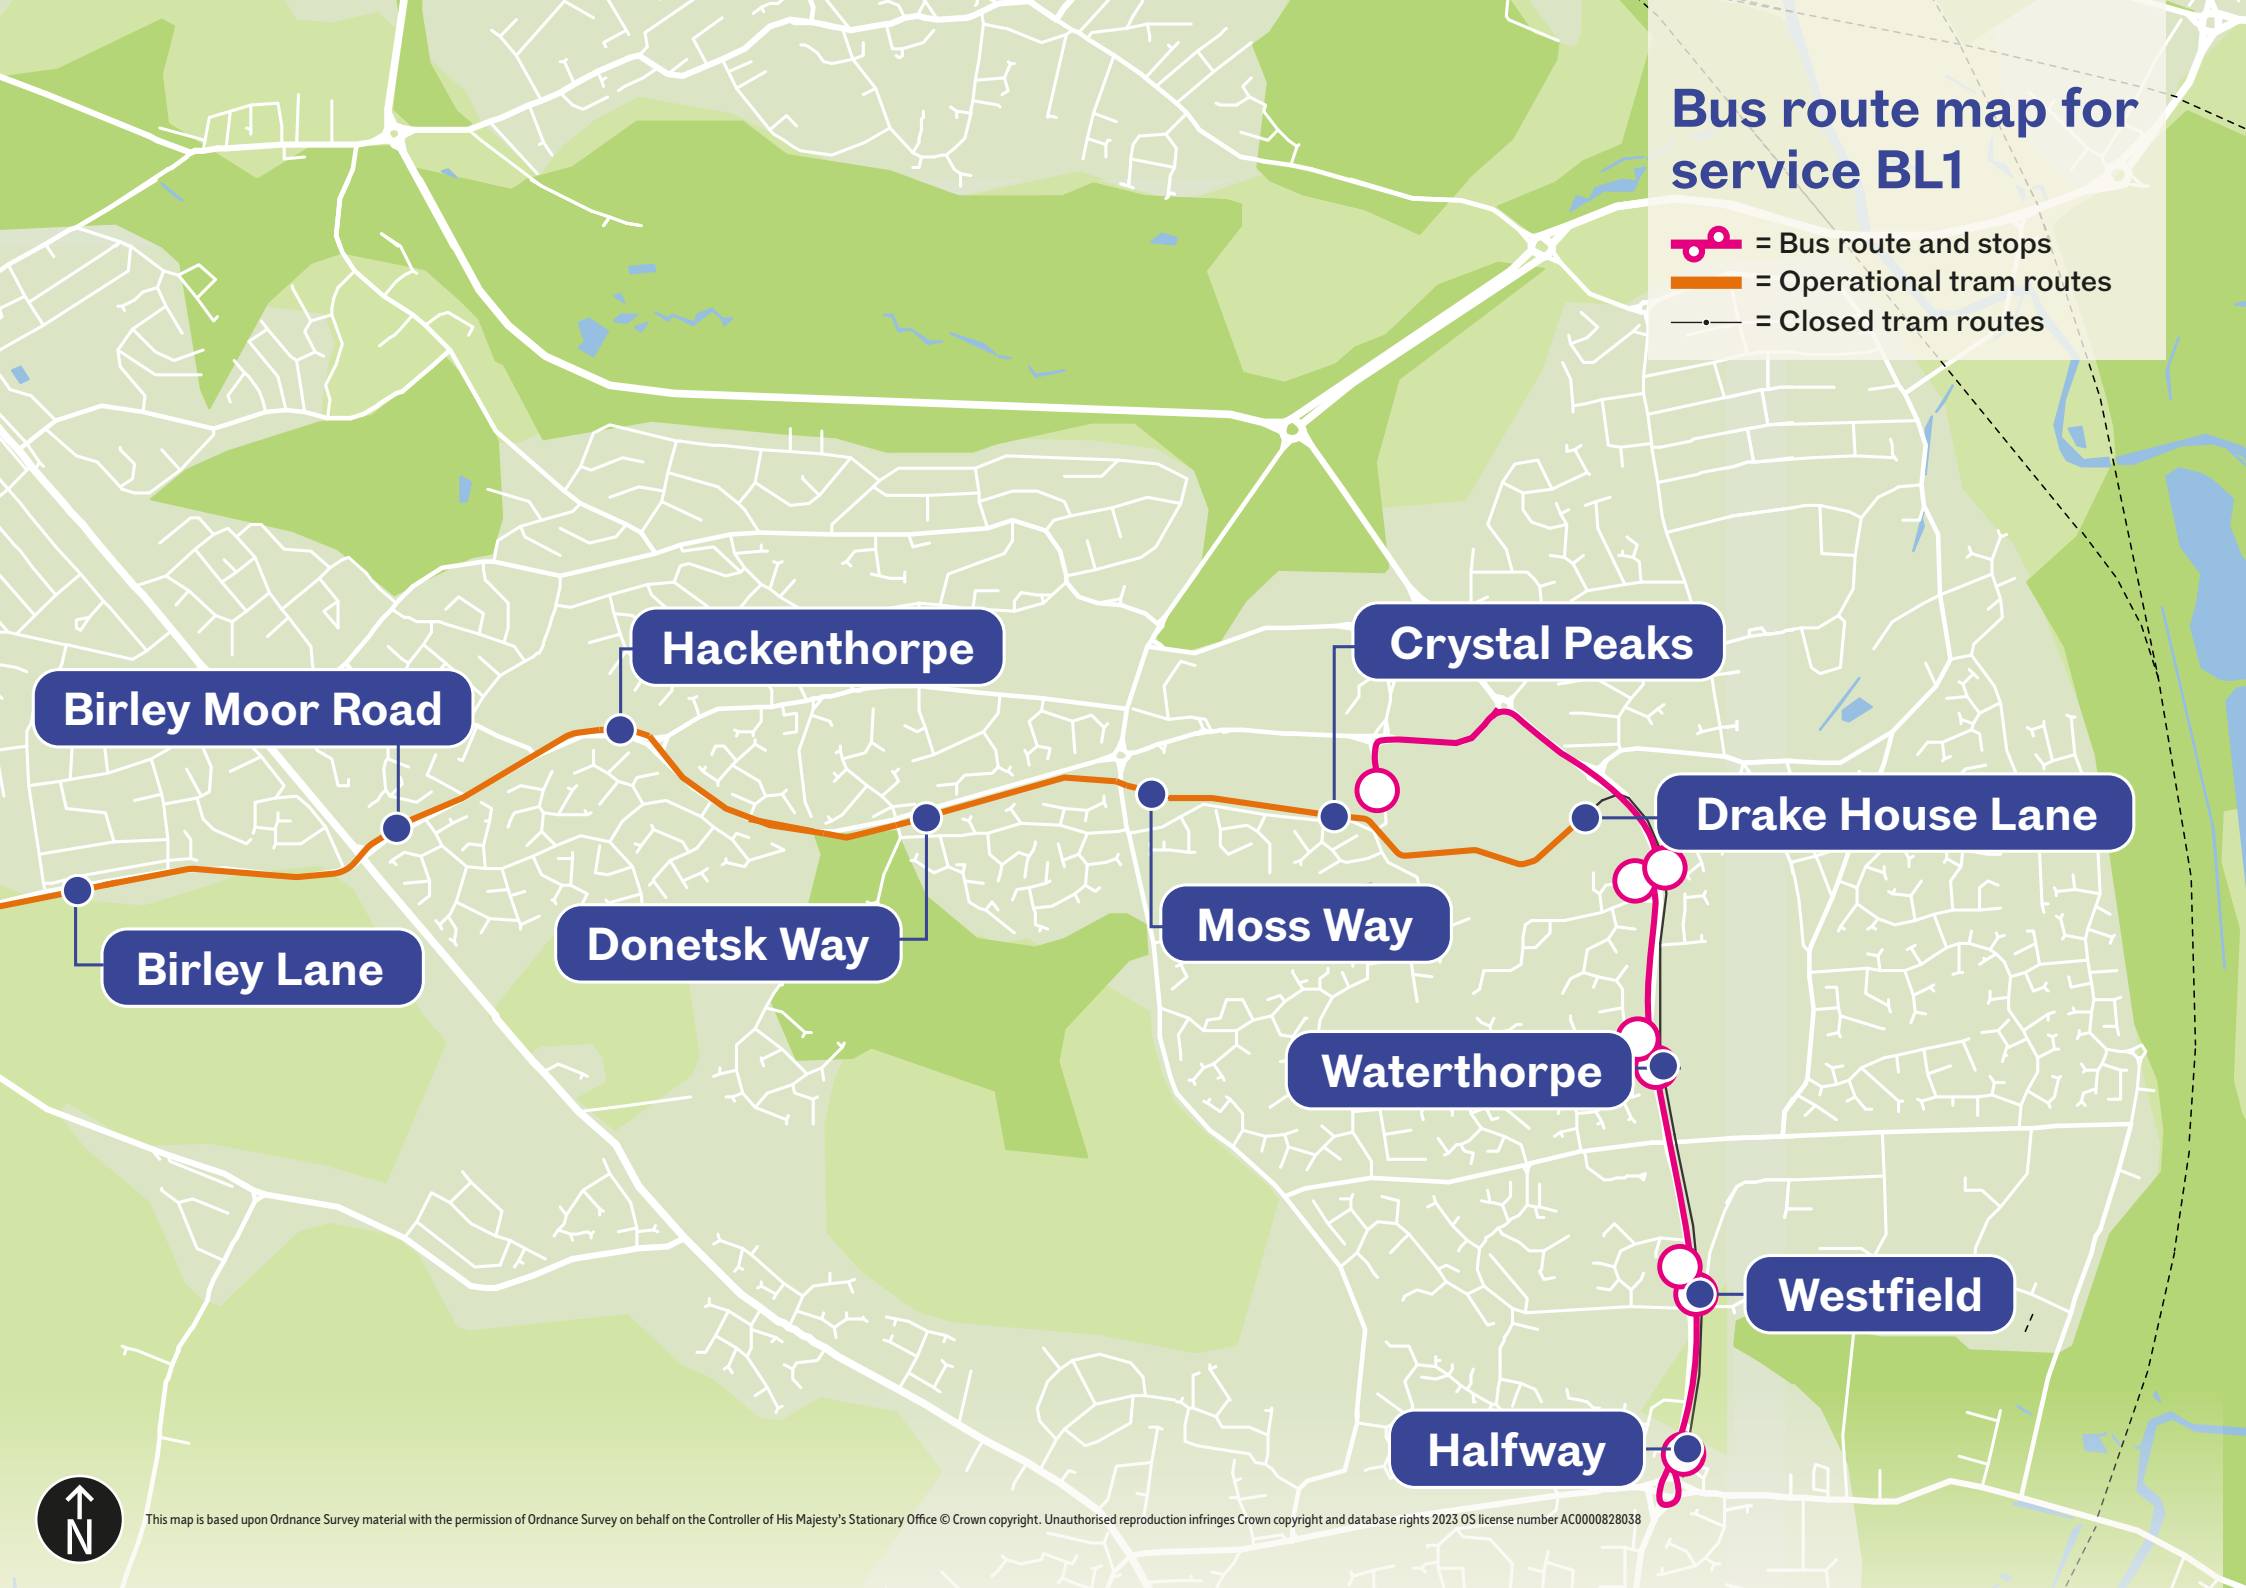 Bus route map for
service BL1
= Bus route and stops
= Operational tram routes
= Closed tram routes
Hackenthorpe
Crystal Peaks
Birley Moor Road
Drake House Lane
Donetsk Way
Moss Way
Birley Lane
Waterthorpe
Westfield
Halfway
N
This map is based upon Ordnance Survey material with the permission of Ordnance Survey on behalf on the Controller of His Majesty's Stationary Office © Crown copyright. Unauthorised reproduction infringes Crown copyright and database rights 2023 OS license number AC0000828038